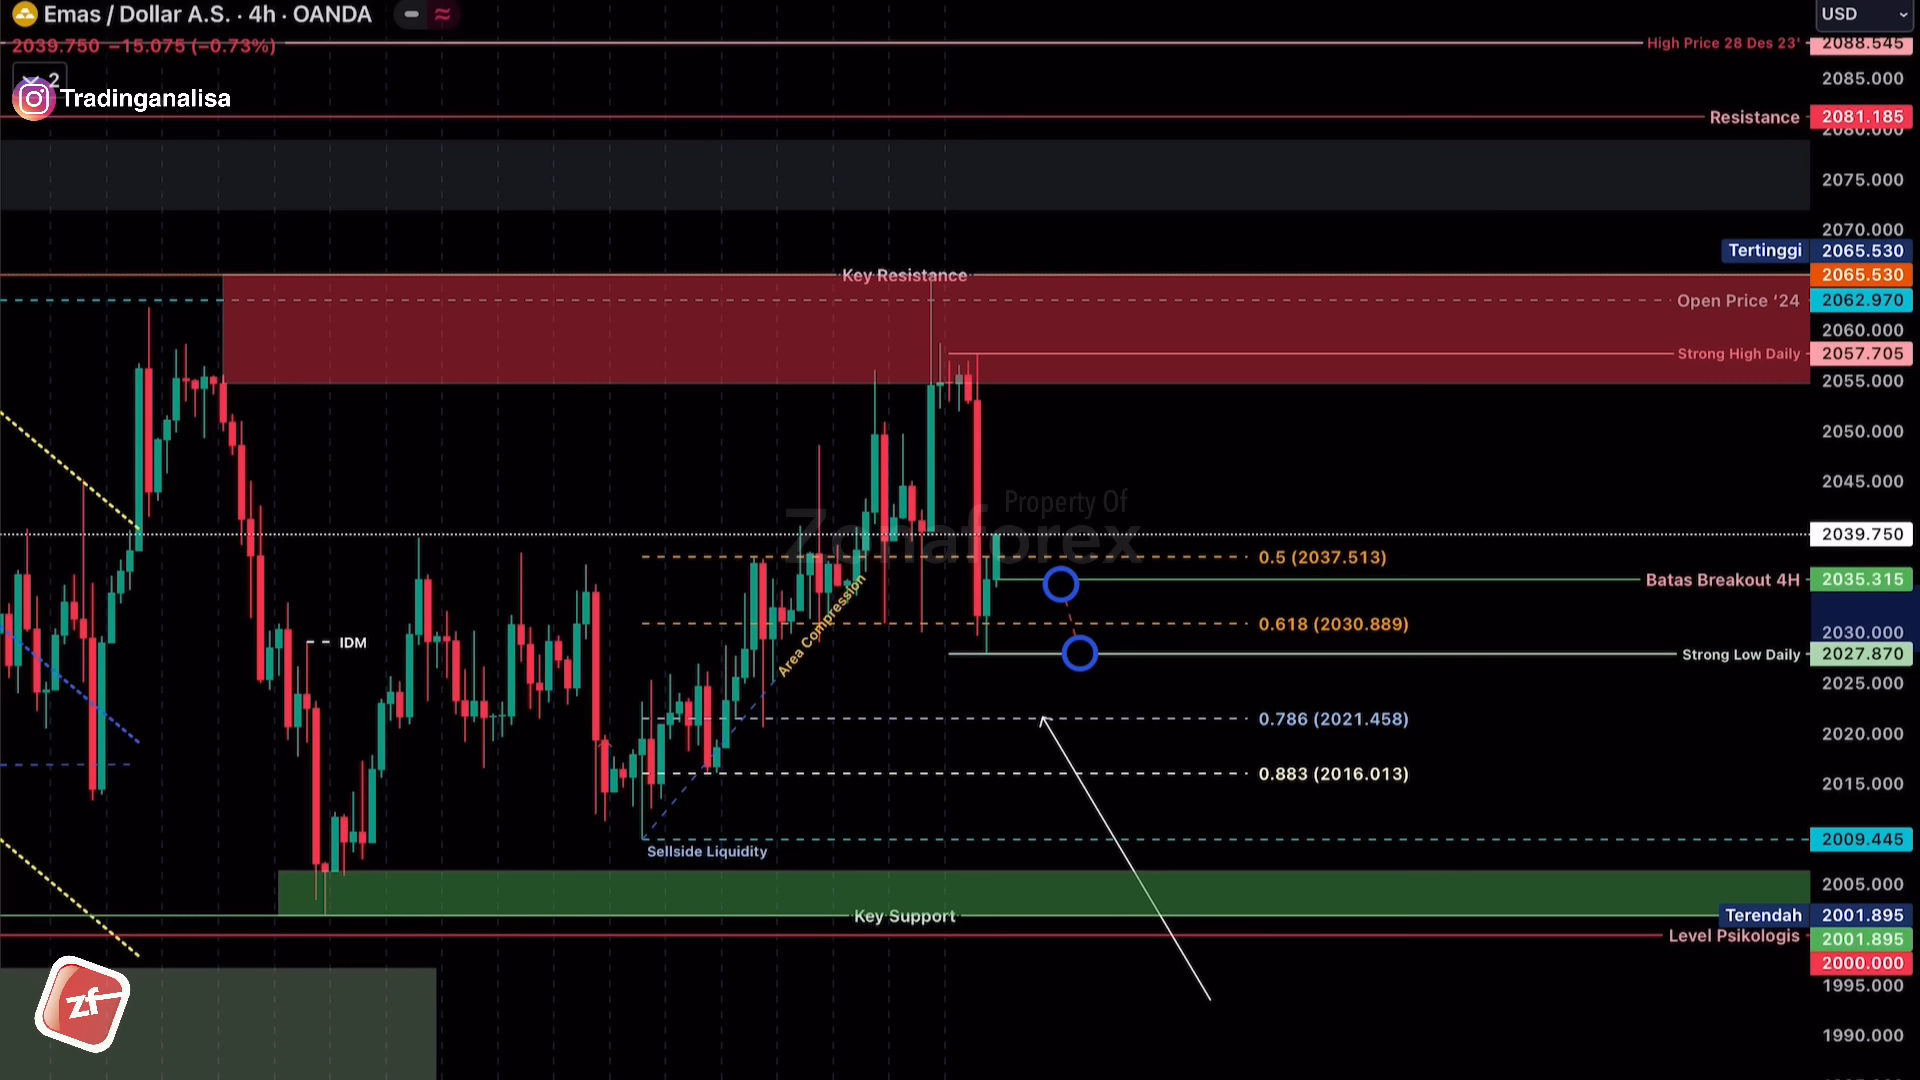 Emas / Dollar A.S. · 4h · OANDA
USD
2039.750 −15.075 (−0.73%)
High Price 28 Des 23' 2088.545
2
2085.000
Tradinganalisa
Resistance 2081.185
2080.000
2075.000
2070.000
Tertinggi 2065.530
Key Resistance 2065.530
Open Price ‘24 2062.970
2060.000
Strong High Daily 2057.705
2055.000
2050.000
2045.000
Property Of
Zonaforex
2039.750
0.5 (2037.513)
Batas Breakout 4H 2035.315
0.618 (2030.889)
2030.000
IDM
Strong Low Daily 2027.870
Area Compression
2025.000
0.786 (2021.458)
2020.000
0.883 (2016.013)
2015.000
2009.445
Sellside Liquidity
2005.000
Key Support
Terendah 2001.895
Level Psikologis 2001.895
2000.000
zf
1995.000
1990.000